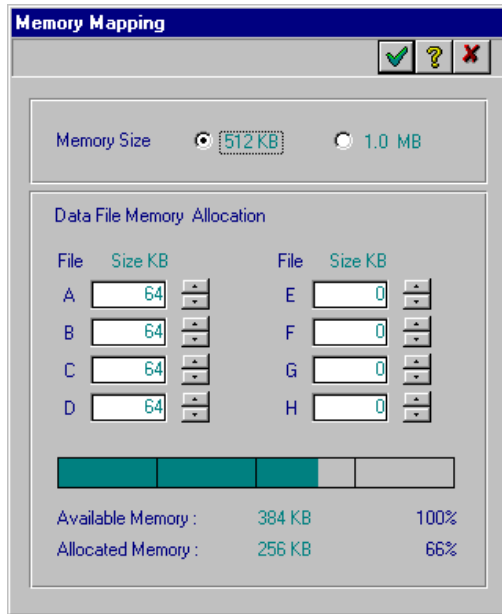 Memory Mapping
Memory Size 512 KB 1.0 MB
Data File Memory Allocation
File Size KB File Size KB
A 64 E 0
B 64 F 0
C 64 G 0
D 64 H 0
Available Memory : 384 KB 100%
Allocated Memory : 256 KB 66%